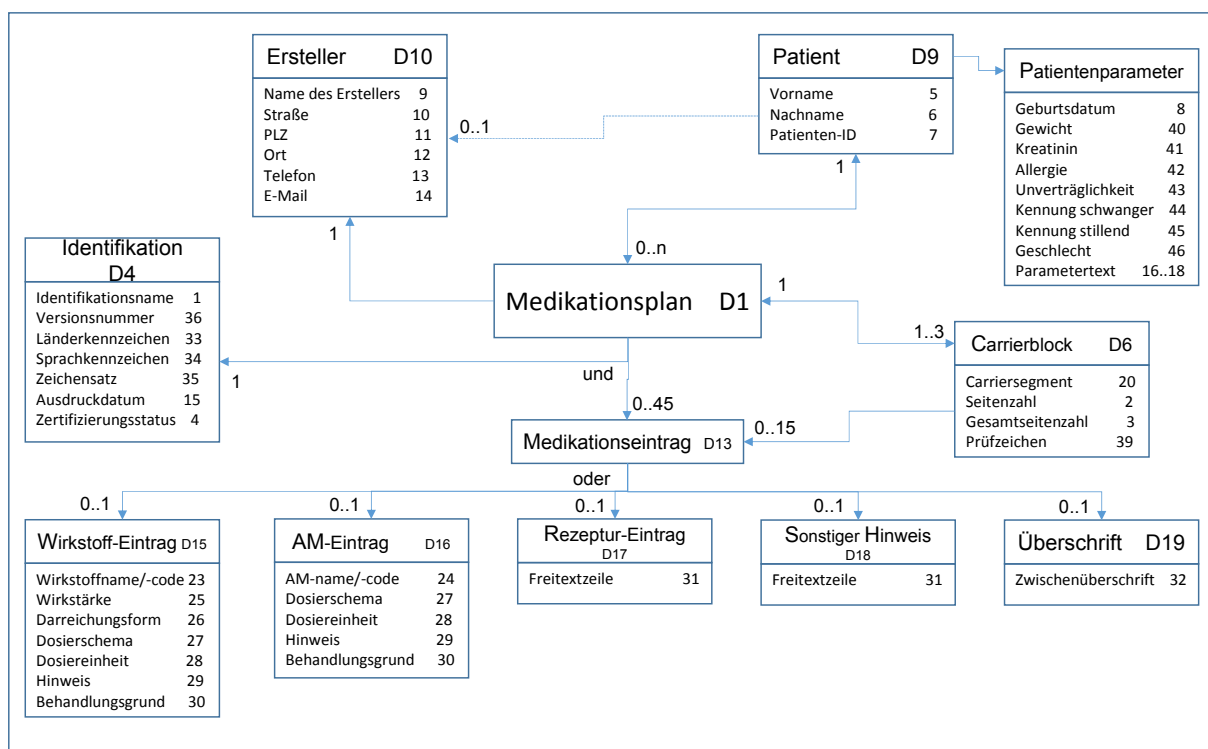 Ersteller D10
Name des Erstellers 9
Straße 10
PLZ 11
Ort 12
Telefon 13
E-Mail 14
Patient D9
Vorname 5
Nachname 6
Patienten-ID 7
Patientenparameter
Geburtsdatum 8
Gewicht 40
Kreatinin 41
Allergie 42
Unverträglichkeit 43
Kennung schwanger 44
Kennung stillend 45
Geschlecht 46
Parametertext 16..18
0..1
1
1
0..n
Identifikation
D4
Identifikationsname 1
Versionsnummer 36
Länderkennzeichen 33
Sprachkennzeichen 34
Zeichensatz 35
Ausdruckdatum 15
Zertifizierungsstatus 4
Medikationsplan D1
1
1..3
Carrierblock D6
Carriersegment 20
Seitenzahl 2
Gesamtseitenzahl 3
Prüfzeichen 39
1
und
0..45
0..15
Medikationseintrag D13
oder
0..1
0..1
0..1
0..1
0..1
Wirkstoff-Eintrag D15
Wirkstoffname/-code 23
Wirkstärke 25
Darreichungsform 26
Dosierschema 27
Dosiereinheit 28
Hinweis 29
Behandlungsgrund 30
AM-Eintrag D16
AM-name/-code 24
Dosierschema 27
Dosiereinheit 28
Hinweis 29
Behandlungsgrund 30
Rezeptur-Eintrag
D17
Freitextzeile 31
Sonstiger Hinweis
D18
Freitextzeile 31
Überschrift D19
Zwischenüberschrift 32